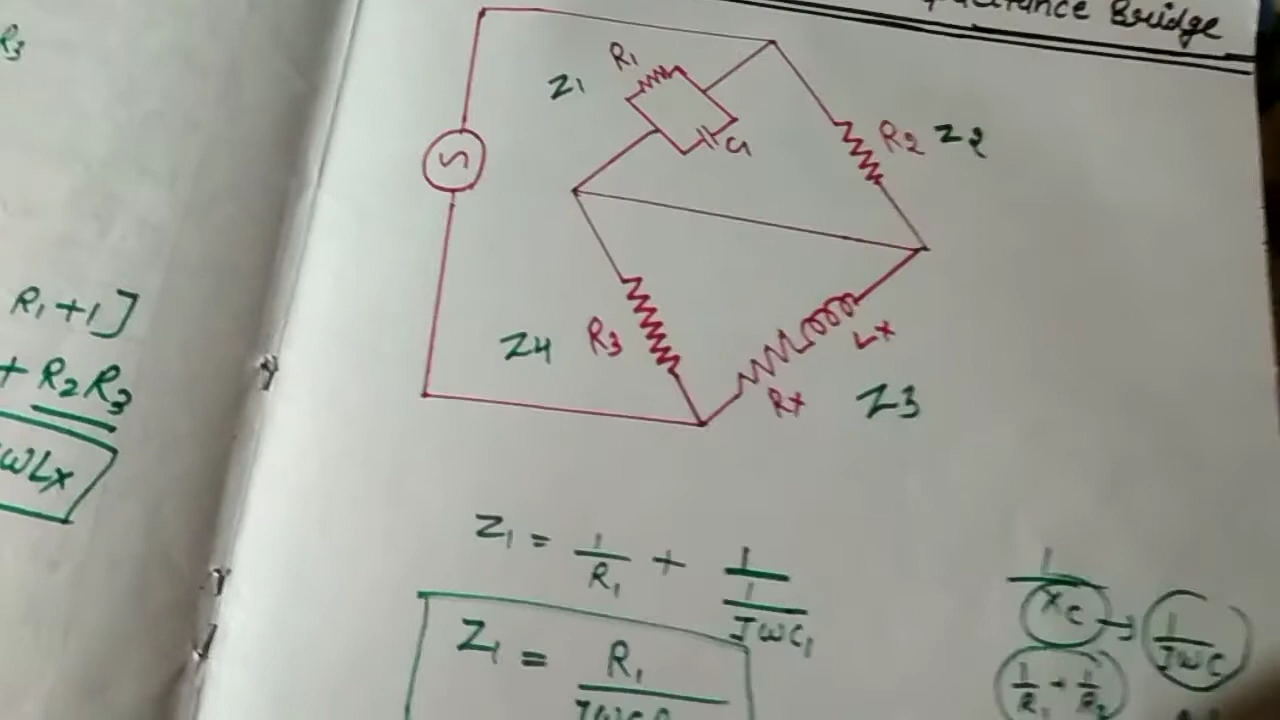 Bridge
R3
R1 + 1]
+ R2R3
ωLx
R1
Z1
C1
R2 Z2
S
Z4 R3
Lx
Rx Z3
Z1 = 1/R1 + 1/(1/JωC1)
Z1 = R1
1/Xc → 1/JωC
1/R1 + 1/R2